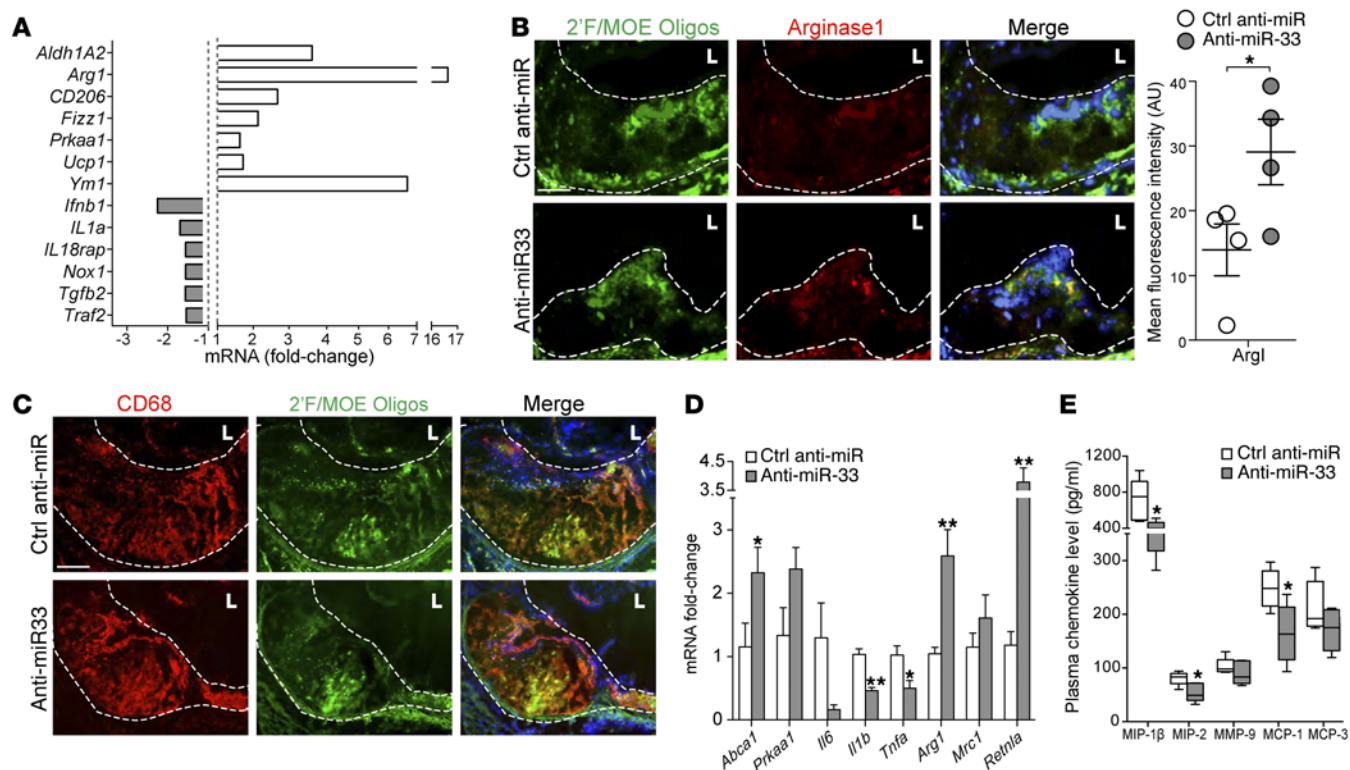 A
Aldh1A2
Arg1
CD206
Fizz1
Prkaa1
Ucp1
Ym1
Ifnb1
IL1a
IL18rap
Nox1
Tgfb2
Traf2
-3 -2 -1 1 2 3 4 5 6 7 16 17
mRNA (fold-change)
B
2'F/MOE Oligos Arginase1 Merge
Ctrl anti-miR
L L L
Anti-miR33
L L L
Ctrl anti-miR
Anti-miR-33
*
Mean fluorescence intensity (AU)
40
30
20
10
0
ArgI
C
CD68 2'F/MOE Oligos Merge
Ctrl anti-miR
L L L
Anti-miR33
L L L
D
Ctrl anti-miR
Anti-miR-33
mRNA fold-change
4.5
3.5
3
2
1
0
* ** * ** **
Abca1 Prkaa1 Il6 Il1b Tnfa Arg1 Mrc1 Retnla
E
Ctrl anti-miR
Anti-miR-33
Plasma chemokine level (pg/ml)
1200
800
400
300
200
100
0
* * *
MIP-1β MIP-2 MMP-9 MCP-1 MCP-3